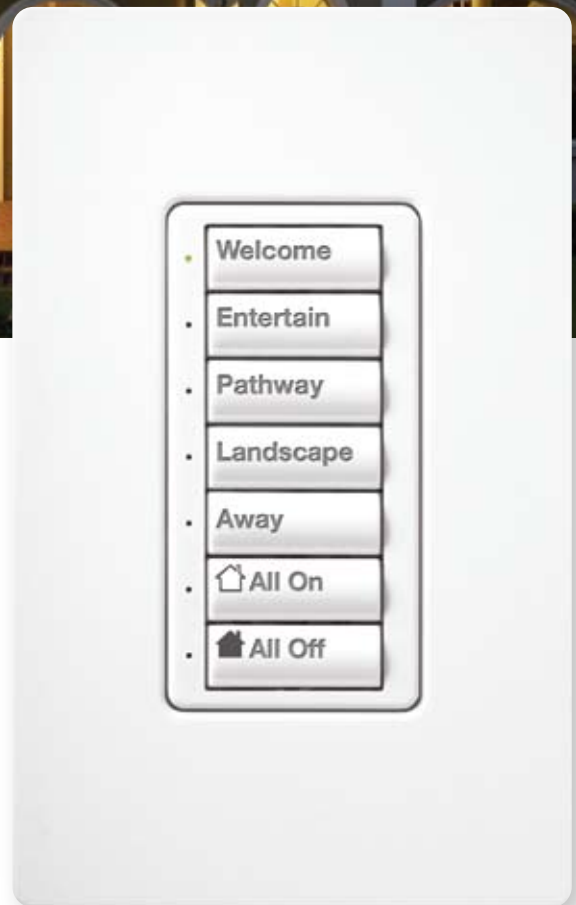 Welcome
Entertain
Pathway
Landscape
Away
All On
All Off